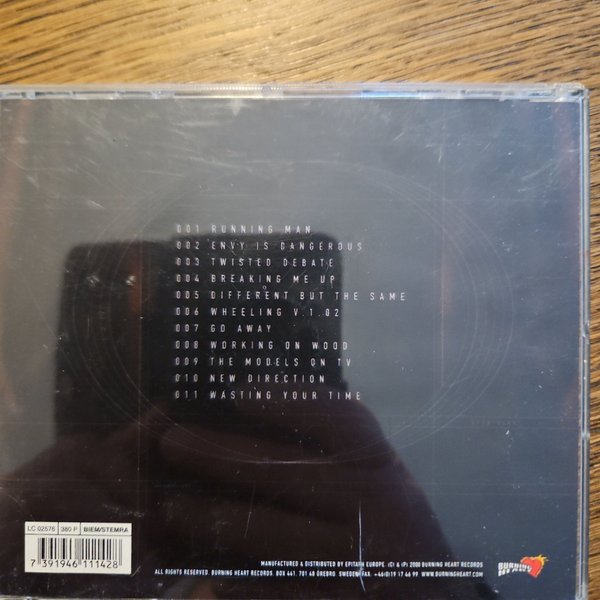 001 RUNNING MAN
002 ENVY IS DANGEROUS
003 TWISTED DEBATE
004 BREAKING ME UP
005 DIFFERENT BUT THE SAME
006 WHEELING V.1.02
007 GO AWAY
008 WORKING ON WOOD
009 THE MODELS ON TV
010 NEW DIRECTION
011 WASTING YOUR TIME
LC 02576 380 P BIEM/STEMRA
7 391946 111428
MANUFACTURED & DISTRIBUTED BY EPITAPH EUROPE. (C) & (P) 2000 BURNING HEART RECORDS
ALL RIGHTS RESERVED. BURNING HEART RECORDS. BOX 441. 701 48 ÖREBRO. SWEDEN. FAX. +46(0)19 17 46 99 WWW.BURNINGHEART.COM
BURNING
HEART